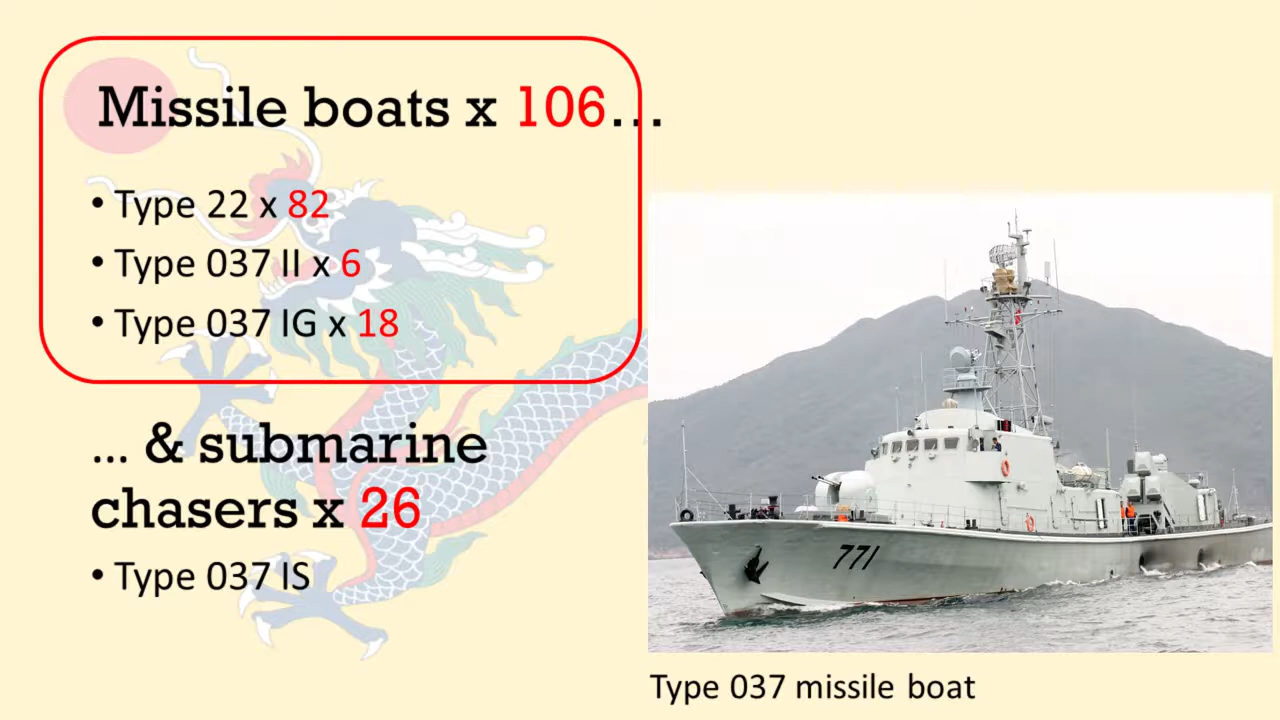 Missile boats x 106…
• Type 22 x 82
• Type 037 II x 6
• Type 037 IG x 18
… & submarine
chasers x 26
• Type 037 IS
771
Type 037 missile boat